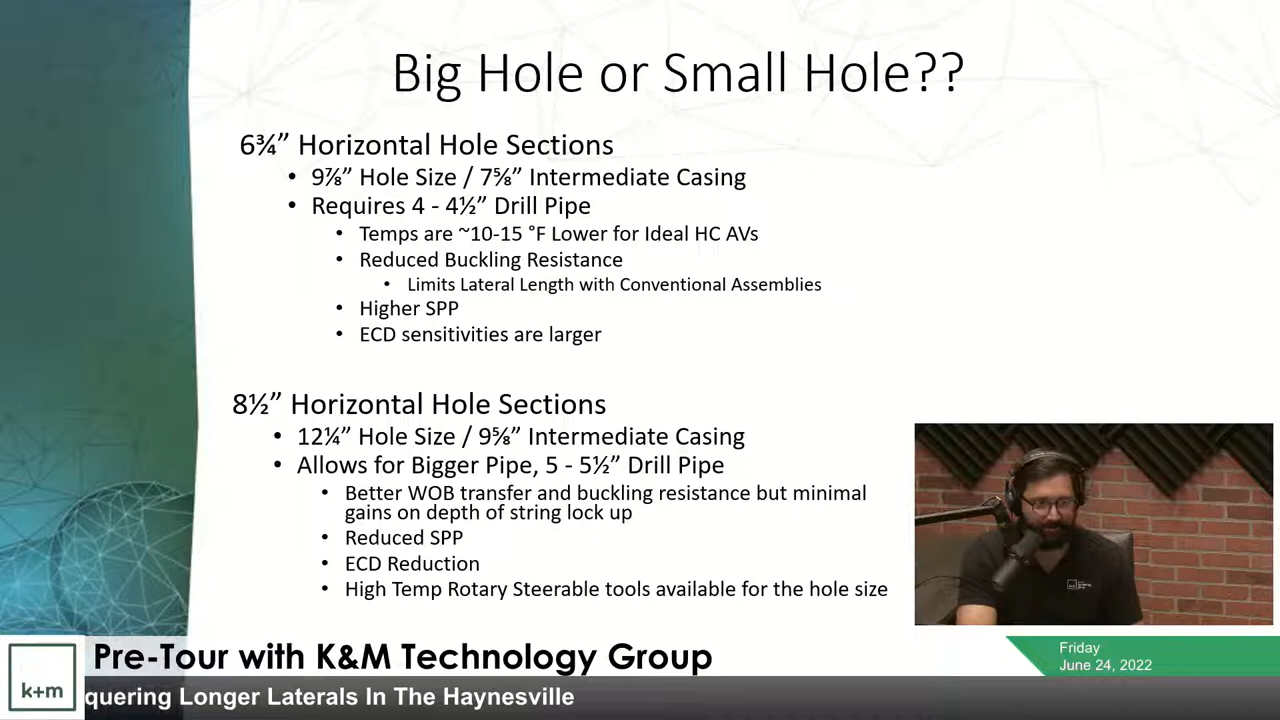 Big Hole or Small Hole??
6¾” Horizontal Hole Sections
• 9⅞” Hole Size / 7⅝” Intermediate Casing
• Requires 4 - 4½” Drill Pipe
• Temps are ~10-15 °F Lower for Ideal HC AVs
• Reduced Buckling Resistance
• Limits Lateral Length with Conventional Assemblies
• Higher SPP
• ECD sensitivities are larger
8½” Horizontal Hole Sections
• 12¼” Hole Size / 9⅝” Intermediate Casing
• Allows for Bigger Pipe, 5 - 5½” Drill Pipe
• Better WOB transfer and buckling resistance but minimal
gains on depth of string lock up
• Reduced SPP
• ECD Reduction
• High Temp Rotary Steerable tools available for the hole size
Pre-Tour with K&M Technology Group
Friday
June 24, 2022
k+m
quering Longer Laterals In The Haynesville